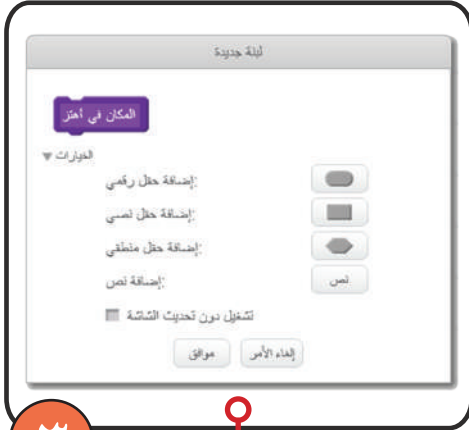 لبنة جديدة
المكان في أهتز
الخيارات ▼
إضافة حقل رقمي:
إضافة حقل نصي:
إضافة حقل منطقي:
إضافة نص:
نص
تشغيل دون تحديث الشاشة
موافق
إلغاء الأمر